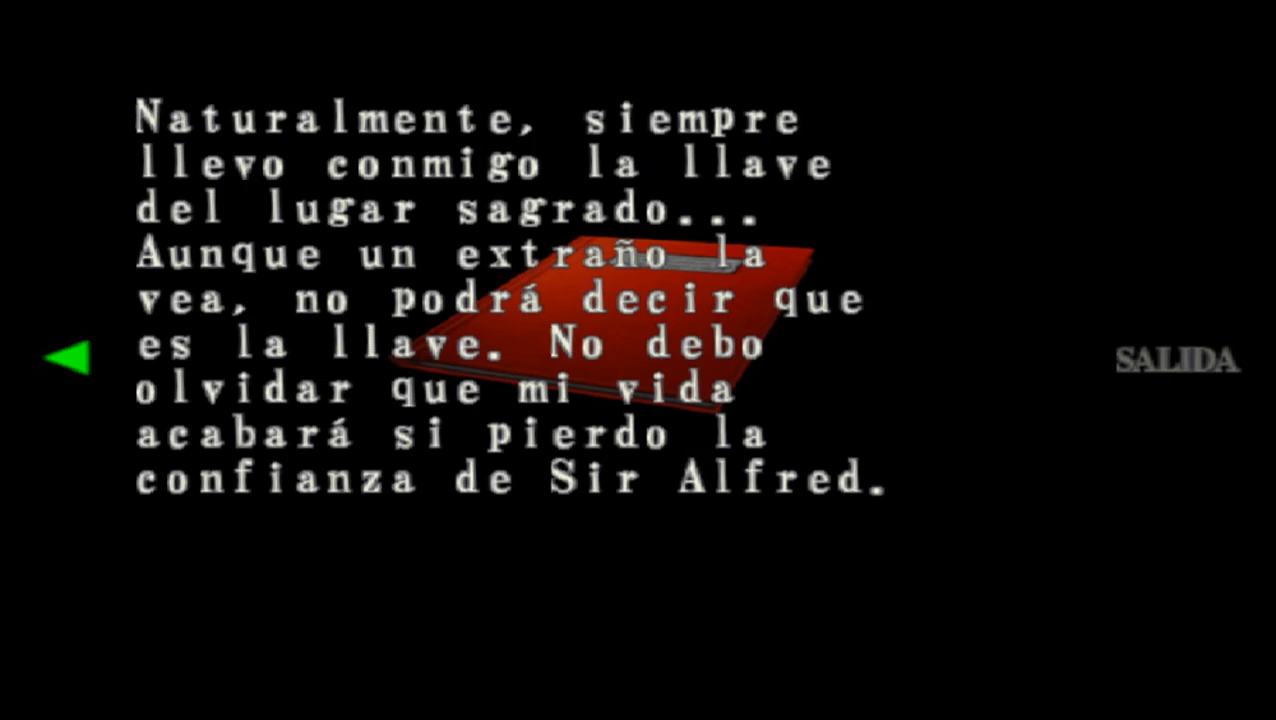 Naturalmente, siempre
llevo conmigo la llave
del lugar sagrado...
Aunque un extraño la
vea, no podrá decir que
es la llave. No debo
olvidar que mi vida
acabará si pierdo la
confianza de Sir Alfred.
SALIDA